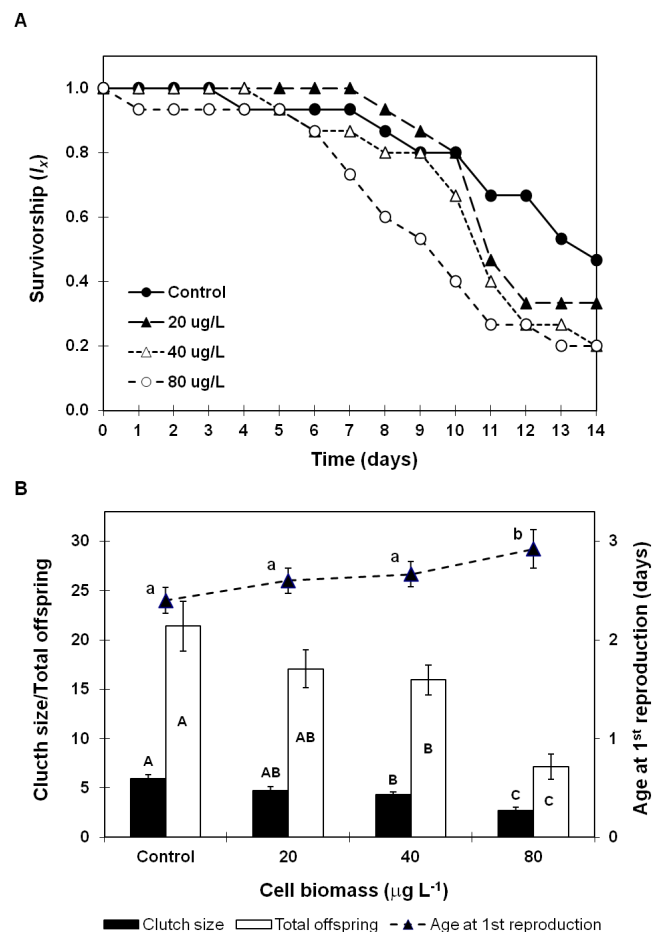 A
Survivorship (lx)
1.0
0.8
0.6
0.4
0.2
0.0
Control
20 ug/L
40 ug/L
80 ug/L
0 1 2 3 4 5 6 7 8 9 10 11 12 13 14
Time (days)
B
Clucth size/Total offspring
30
25
20
15
10
5
0
a a a b
A A AB AB B B C C
3
2
1
0
Age at 1st reproduction (days)
Control 20 40 80
Cell biomass (μg L-1)
Clutch size Total offspring Age at 1st reproduction